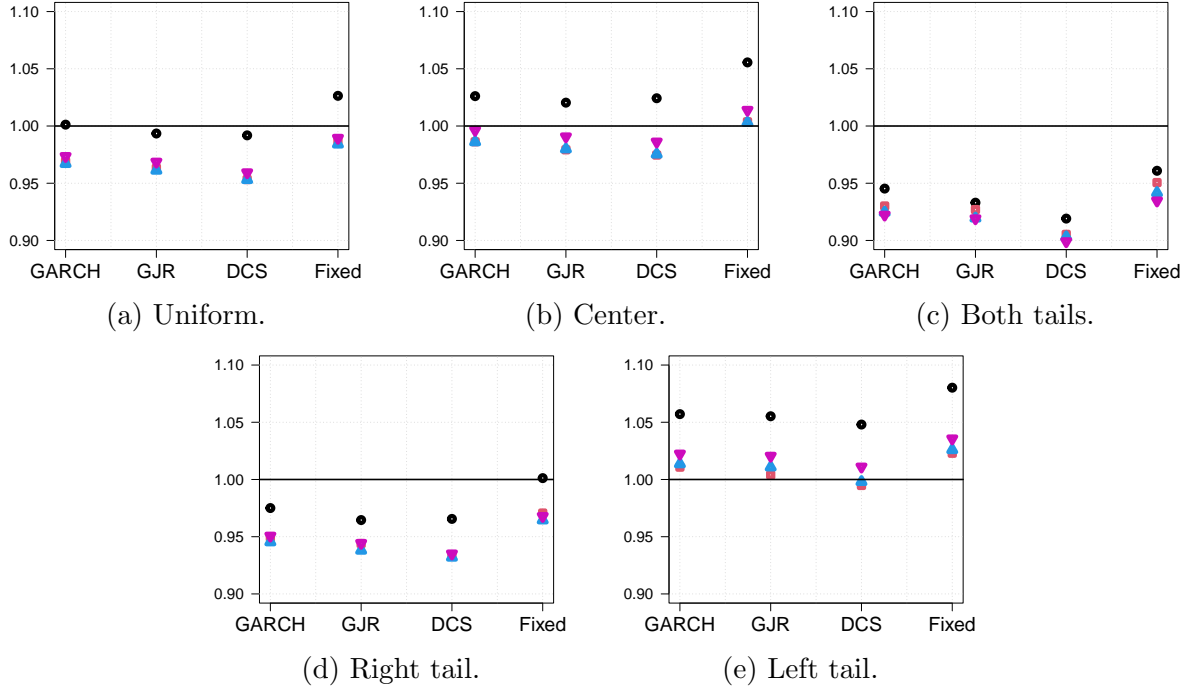 1.10
1.05
1.00
0.95
0.90
GARCH GJR DCS Fixed
(a) Uniform.
1.10
1.05
1.00
0.95
0.90
GARCH GJR DCS Fixed
(b) Center.
1.10
1.05
1.00
0.95
0.90
GARCH GJR DCS Fixed
(c) Both tails.
1.10
1.05
1.00
0.95
0.90
GARCH GJR DCS Fixed
(d) Right tail.
1.10
1.05
1.00
0.95
0.90
GARCH GJR DCS Fixed
(e) Left tail.